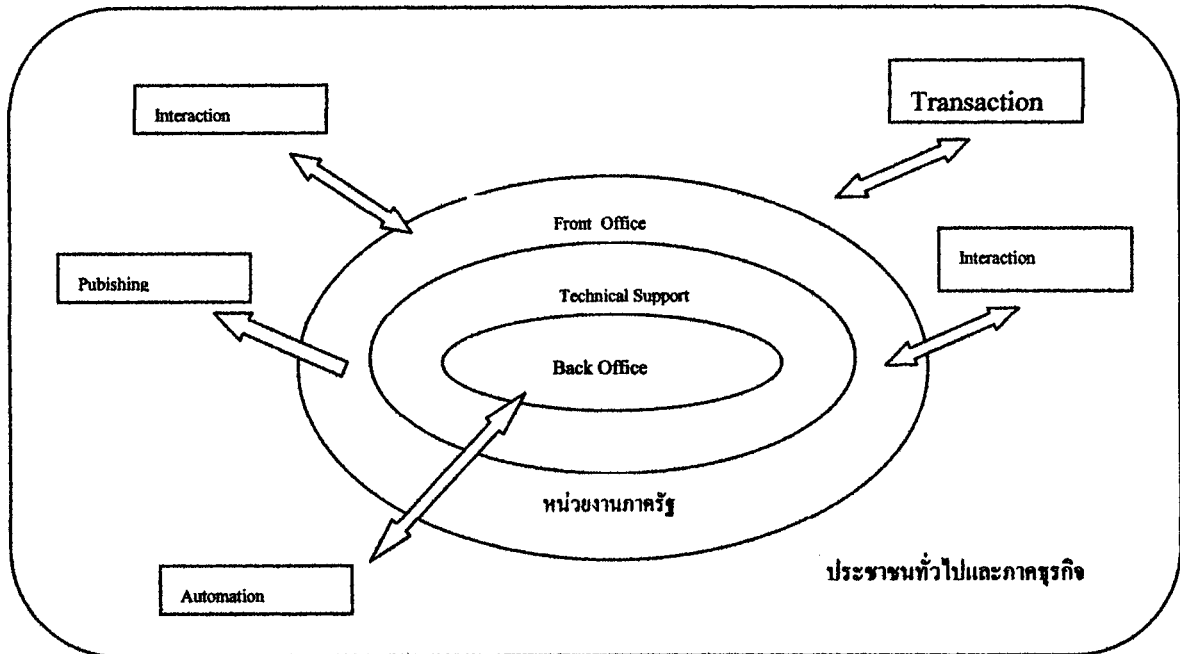 Transaction
Interaction
Front Office
Interaction
Pubishing
Technical Support
Back Office
หน่วยงานภาครัฐ
ประชาชนทั่วไปและภาคธุรกิจ
Automation